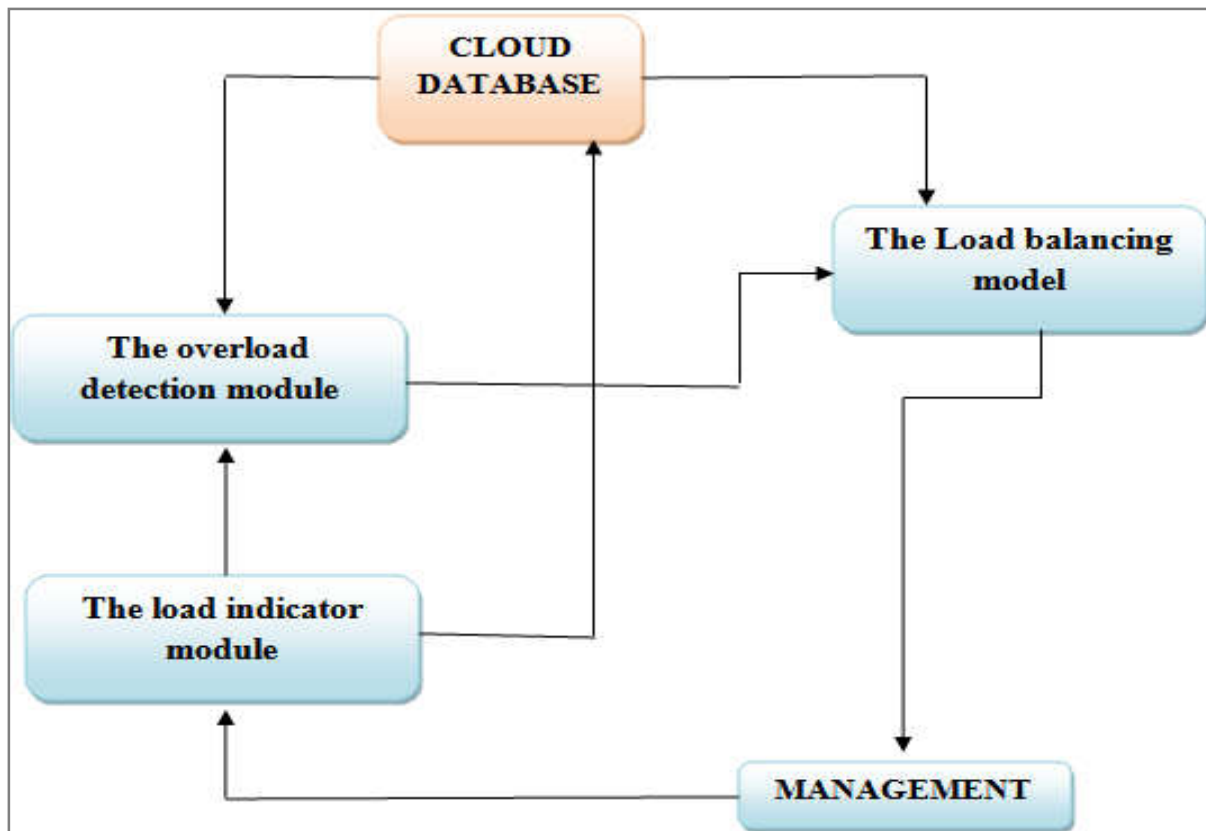 CLOUD
DATABASE
The Load balancing
model
The overload
detection module
The load indicator
module
MANAGEMENT